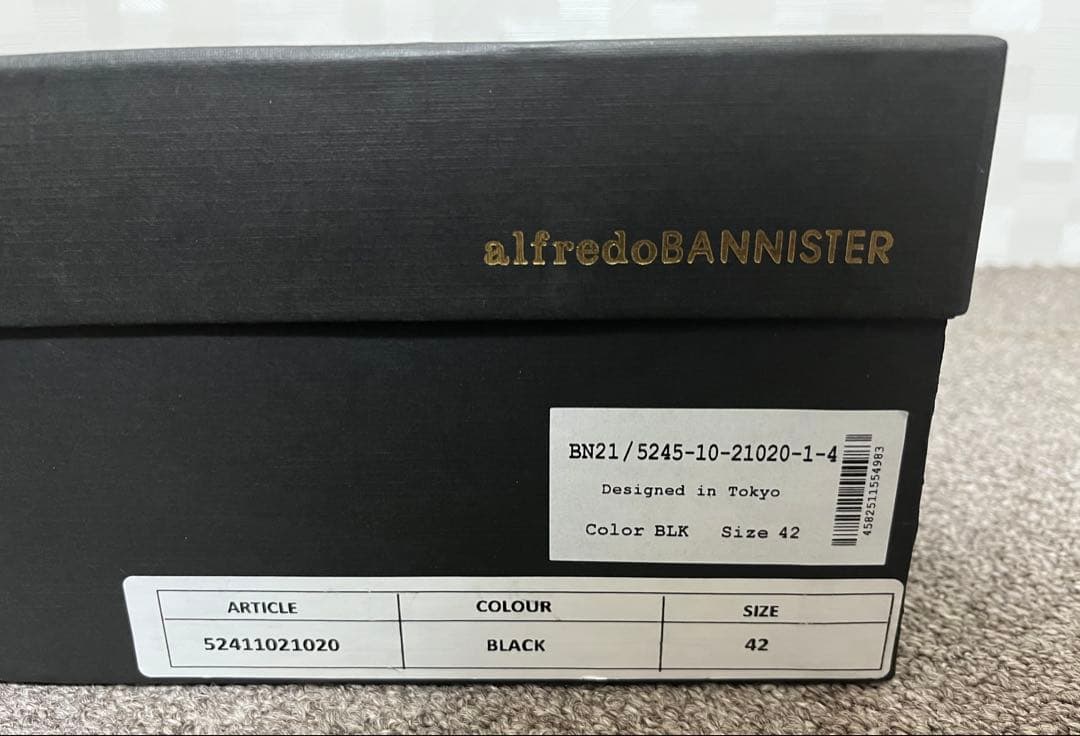 alfredoBANNISTER
BN21/5245-10-21020-1-4
Designed in Tokyo
Color BLK Size 42
4582511554983
ARTICLE COLOUR SIZE
52411021020 BLACK 42